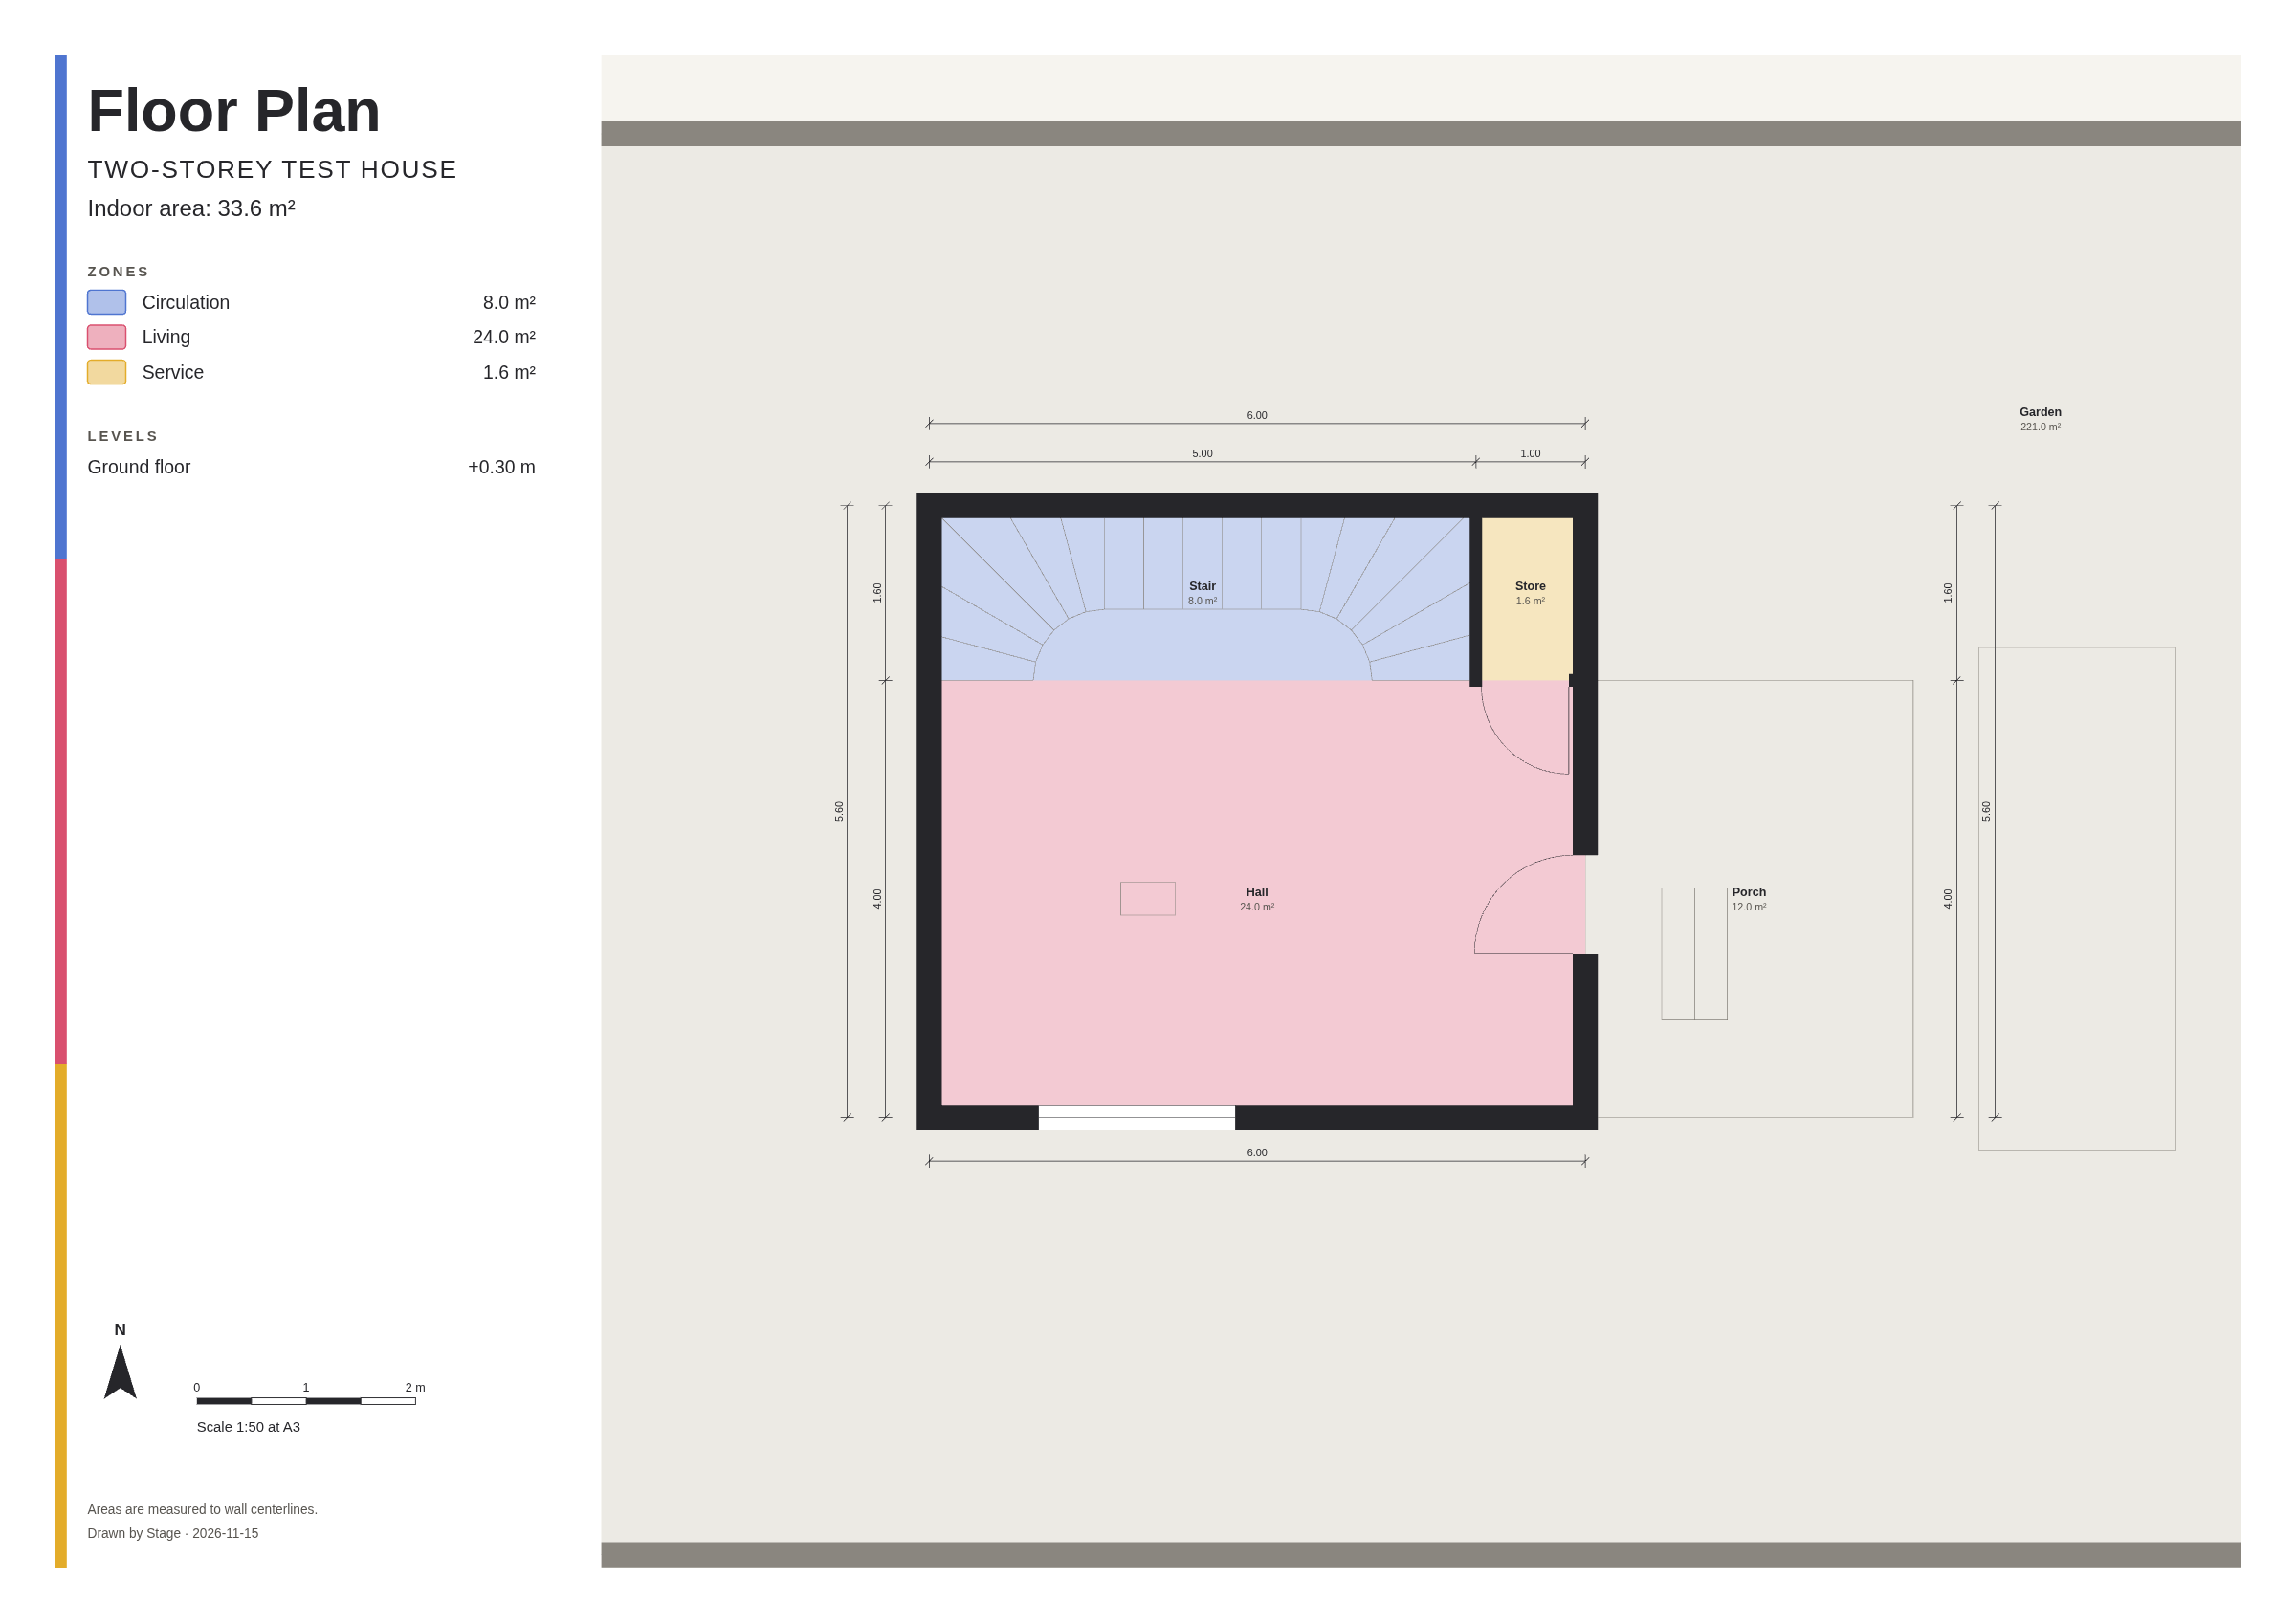 Floor Plan
TWO-STOREY TEST HOUSE
Indoor area: 33.6 m²
ZONES
Circulation 8.0 m²
Living 24.0 m²
Service 1.6 m²
LEVELS
Ground floor +0.30 m
N
0 1 2 m
Scale 1:50 at A3
Areas are measured to wall centerlines.
Drawn by Stage · 2026-11-15
6.00
Garden
221.0 m²
5.00 1.00
1.60
Stair
8.0 m²
Store
1.6 m²
1.60
5.60
5.60
4.00
Hall
24.0 m²
Porch
12.0 m²
4.00
6.00